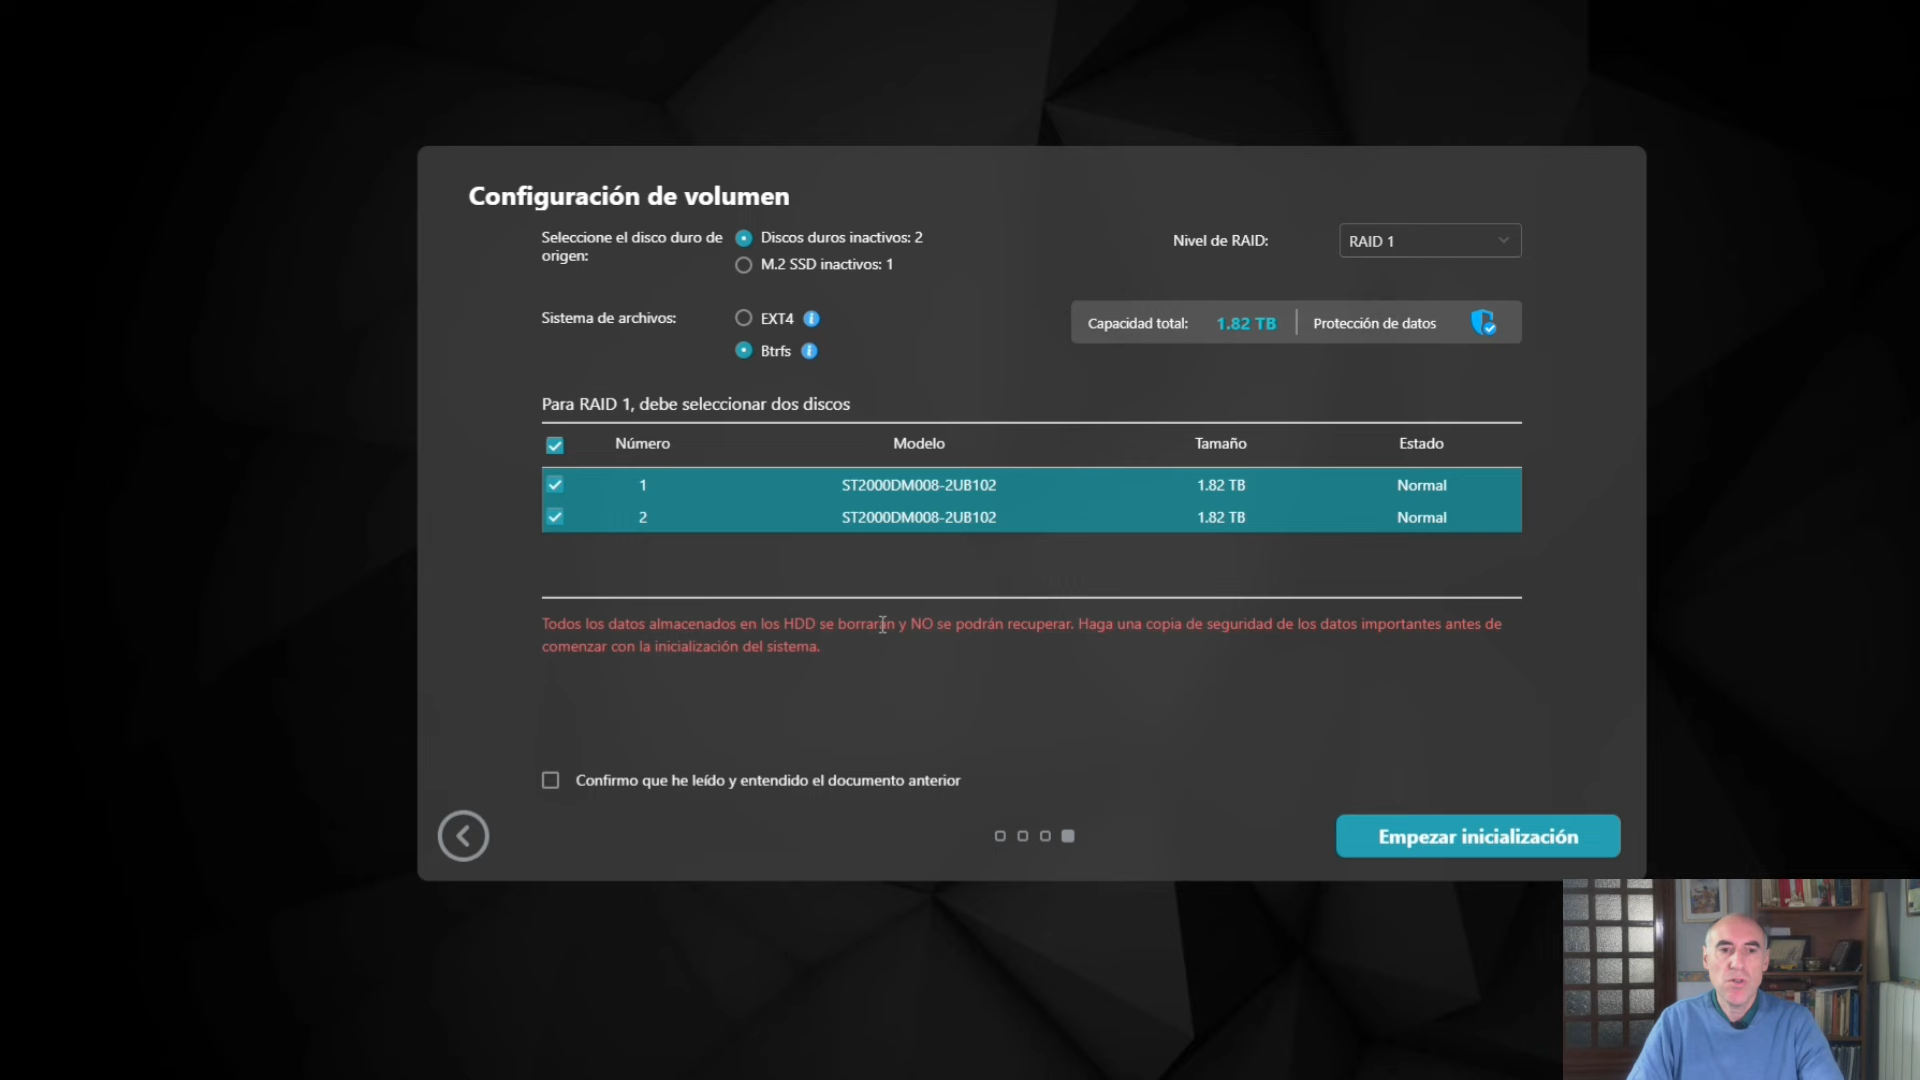 Configuración de volumen
Seleccione el disco duro de
origen:
Discos duros inactivos: 2
M.2 SSD inactivos: 1
Nivel de RAID:
RAID 1
Sistema de archivos:
EXT4
Btrfs
Capacidad total: 1.82 TB
Protección de datos
Para RAID 1, debe seleccionar dos discos
Número Modelo Tamaño Estado
1 ST2000DM008-2UB102 1.82 TB Normal
2 ST2000DM008-2UB102 1.82 TB Normal
Todos los datos almacenados en los HDD se borrarán y NO se podrán recuperar. Haga una copia de seguridad de los datos importantes antes de
comenzar con la inicialización del sistema.
Confirmo que he leído y entendido el documento anterior
Empezar inicialización